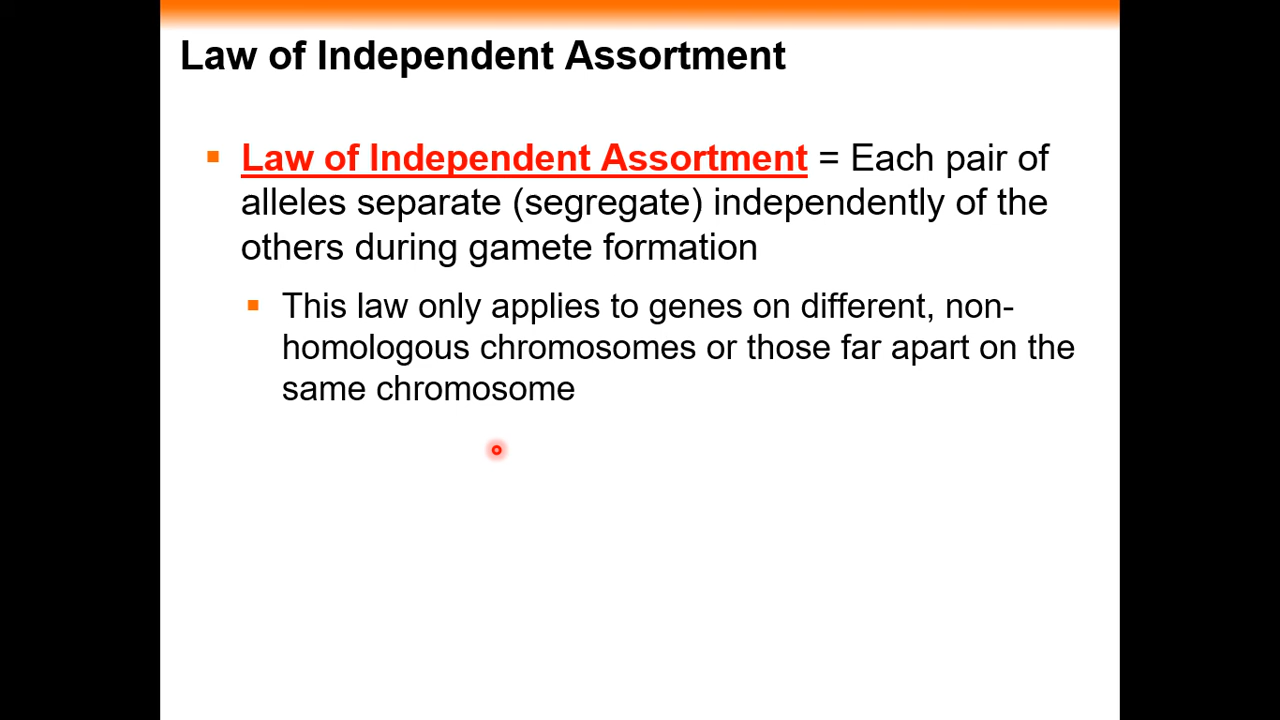 Law of Independent Assortment
Law of Independent Assortment = Each pair of
alleles separate (segregate) independently of the
others during gamete formation
This law only applies to genes on different, non-
homologous chromosomes or those far apart on the
same chromosome